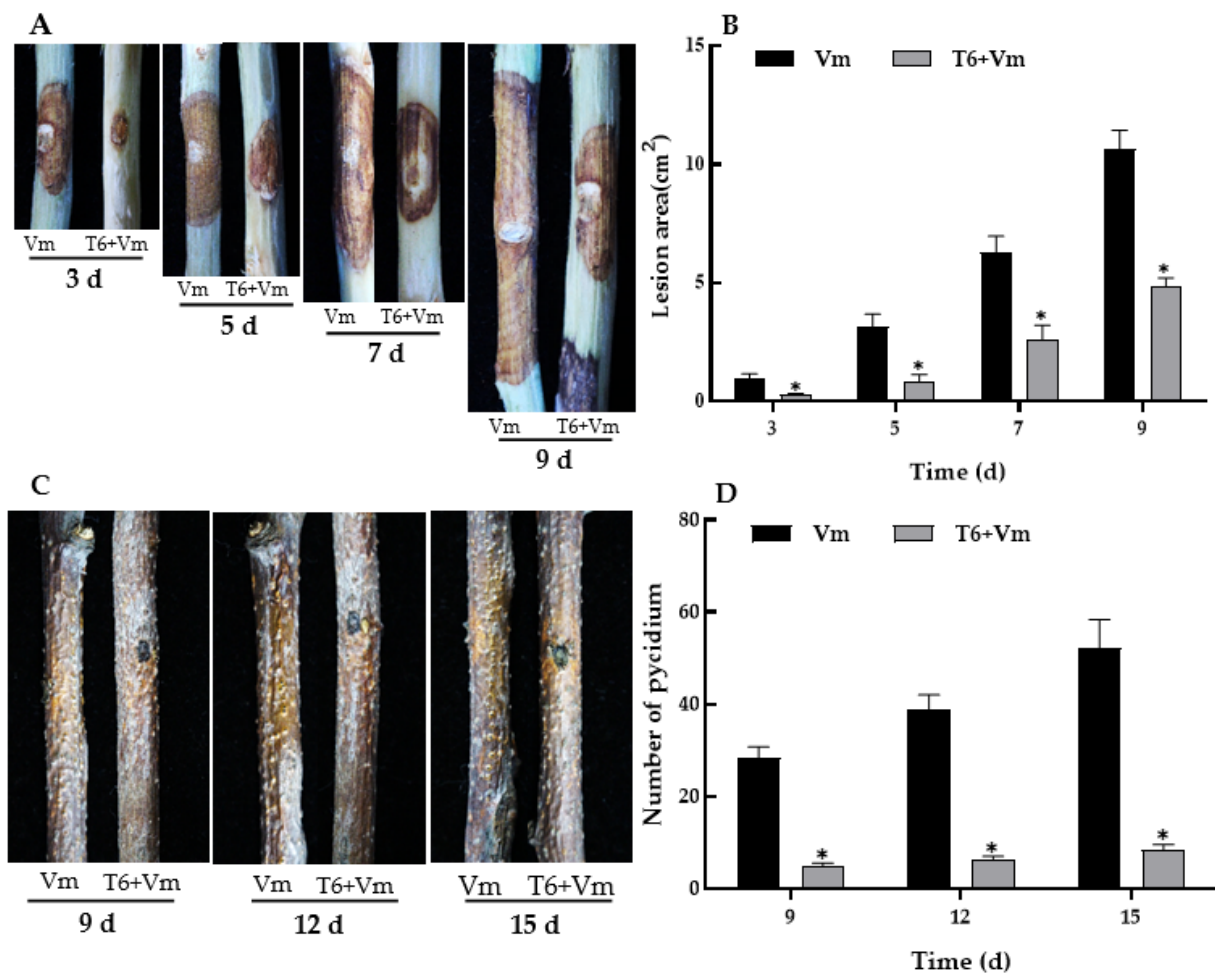 A
Vm T6+Vm
3 d
Vm T6+Vm
5 d
Vm T6+Vm
7 d
Vm T6+Vm
9 d
B
Vm T6+Vm
15
10
5
0
Lesion area(cm²)
* * * *
3 5 7 9
Time (d)
C
Vm T6+Vm
9 d
Vm T6+Vm
12 d
Vm T6+Vm
15 d
D
Vm T6+Vm
80
60
40
20
0
Number of pycidium
* * *
9 12 15
Time (d)